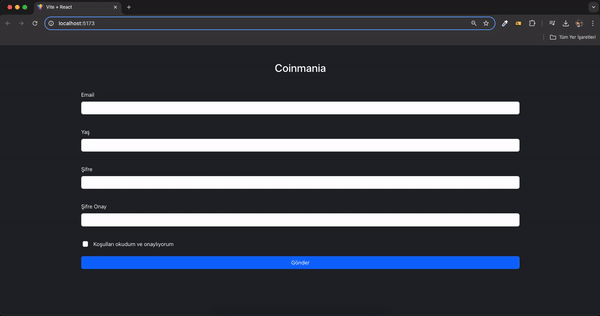 Vite + React
localhost:5173
Tüm Yer İşaretleri
Coinmania
Email
Yaş
Şifre
Şifre Onay
Koşulları okudum ve onaylıyorum
Gönder